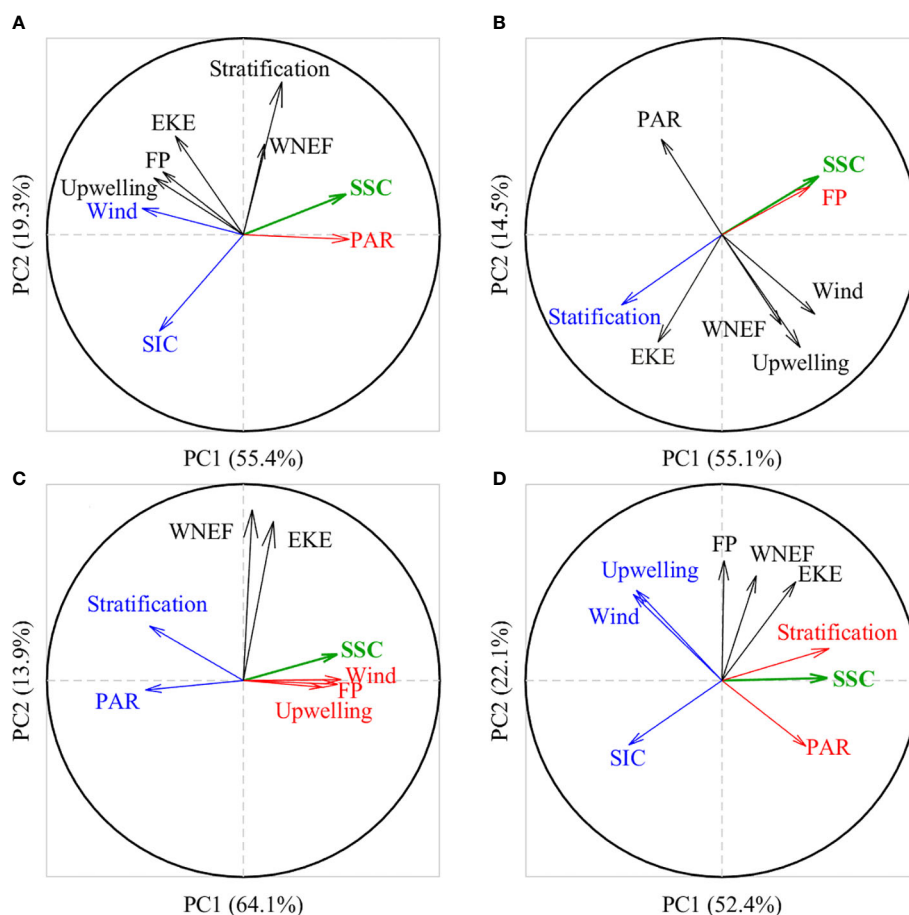 A
Stratification
EKE
WNEF
FP
Upwelling
SSC
Wind
PAR
SIC
PC2 (19.3%)
PC1 (55.4%)
B
PAR
SSC
FP
Statification
Wind
WNEF
EKE
Upwelling
PC2 (14.5%)
PC1 (55.1%)
C
WNEF
EKE
Stratification
SSC
Wind
PAR
FP
Upwelling
PC2 (13.9%)
PC1 (64.1%)
D
FP
WNEF
Upwelling
EKE
Wind
Stratification
SSC
PAR
SIC
PC2 (22.1%)
PC1 (52.4%)